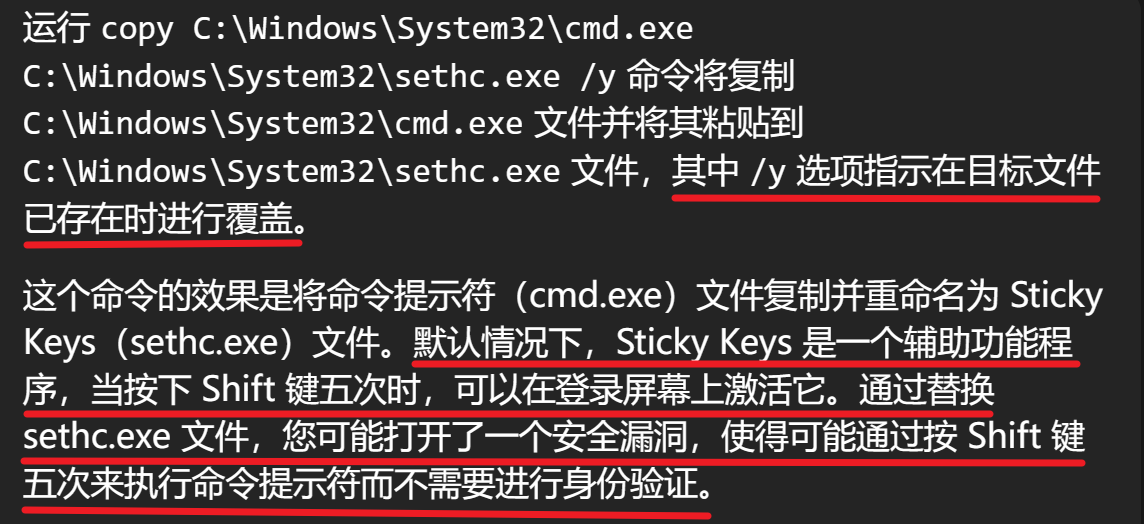 运行 copy C:\Windows\System32\cmd.exe
C:\Windows\System32\sethc.exe /y 命令将复制
C:\Windows\System32\cmd.exe 文件并将其粘贴到
C:\Windows\System32\sethc.exe 文件，其中 /y 选项指示在目标文件
已存在时进行覆盖。
这个命令的效果是将命令提示符（cmd.exe）文件复制并重命名为 Sticky
Keys（sethc.exe）文件。默认情况下，Sticky Keys 是一个辅助功能程
序，当按下 Shift 键五次时，可以在登录屏幕上激活它。通过替换
sethc.exe 文件，您可能打开了一个安全漏洞，使得可能通过按 Shift 键
五次来执行命令提示符而不需要进行身份验证。